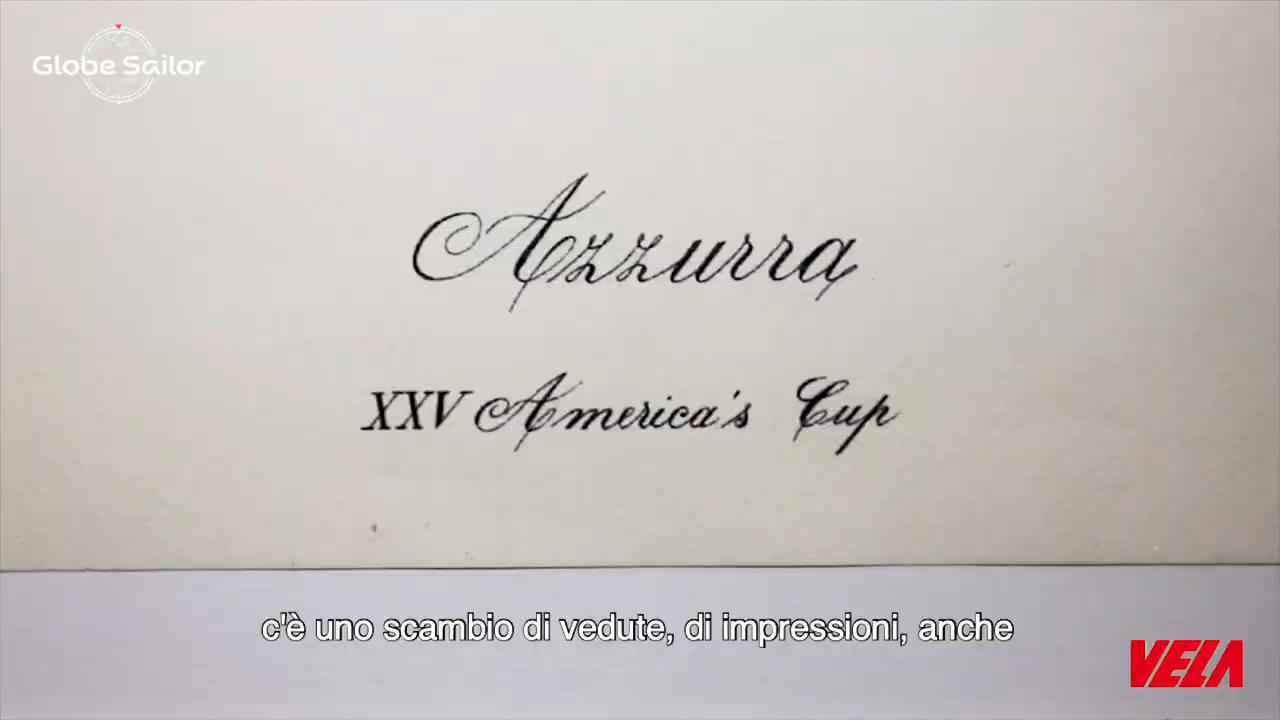 Globe Sailor
Azzurra
XXV America's Cup
c'è uno scambio di vedute, di impressioni, anche
VELA